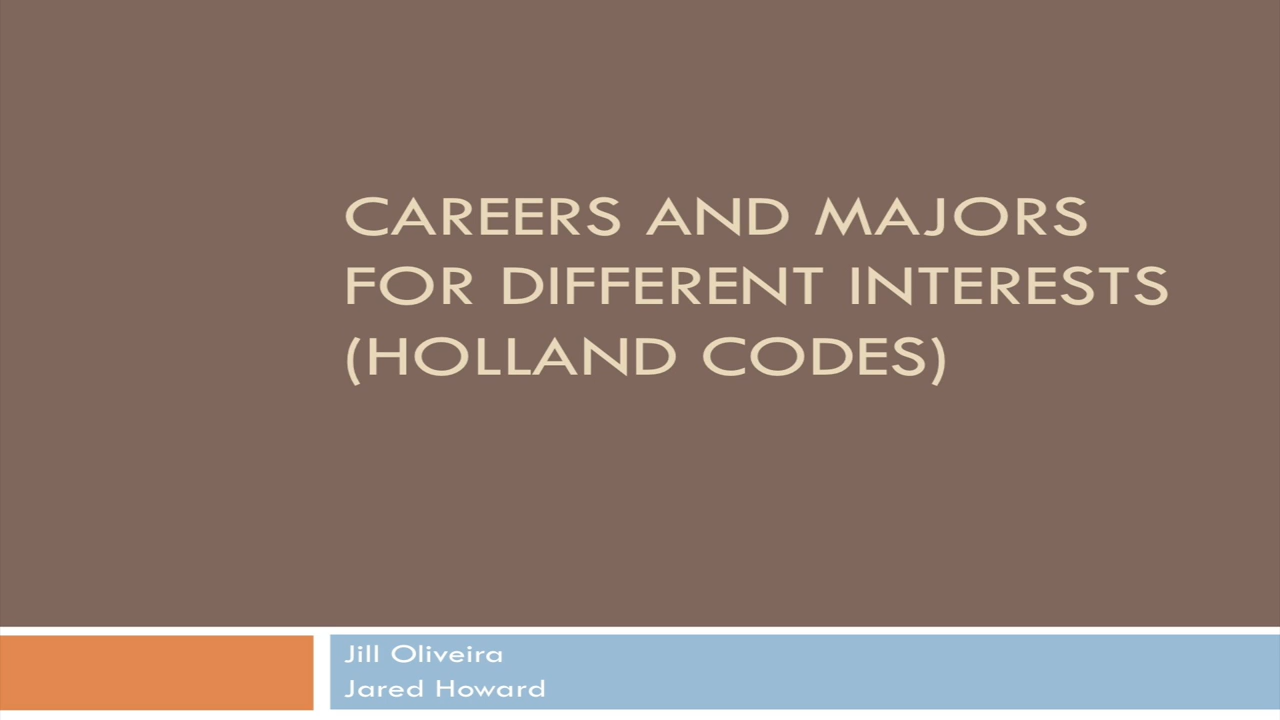 CAREERS AND MAJORS
FOR DIFFERENT INTERESTS
(HOLLAND CODES)
Jill Oliveira
Jared Howard